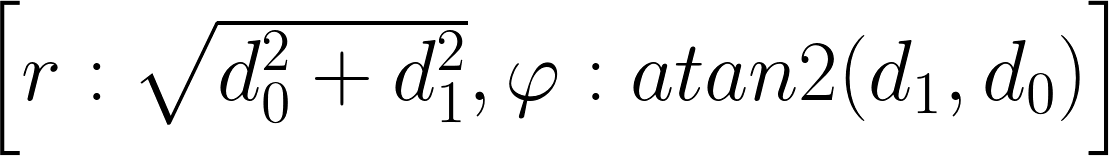 [r : √(d₀² + d₁²), φ : atan2(d₁, d₀)]